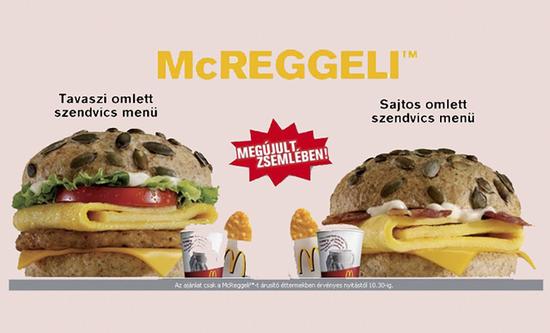 McREGGELI™
Tavaszi omlett
szendvics menü
Sajtos omlett
szendvics menü
MEGÚJULT
ZSEMLÉBEN!
Az ajánlat csak a McReggeli™-t árusító éttermekben érvényes nyitástól 10.30-ig.